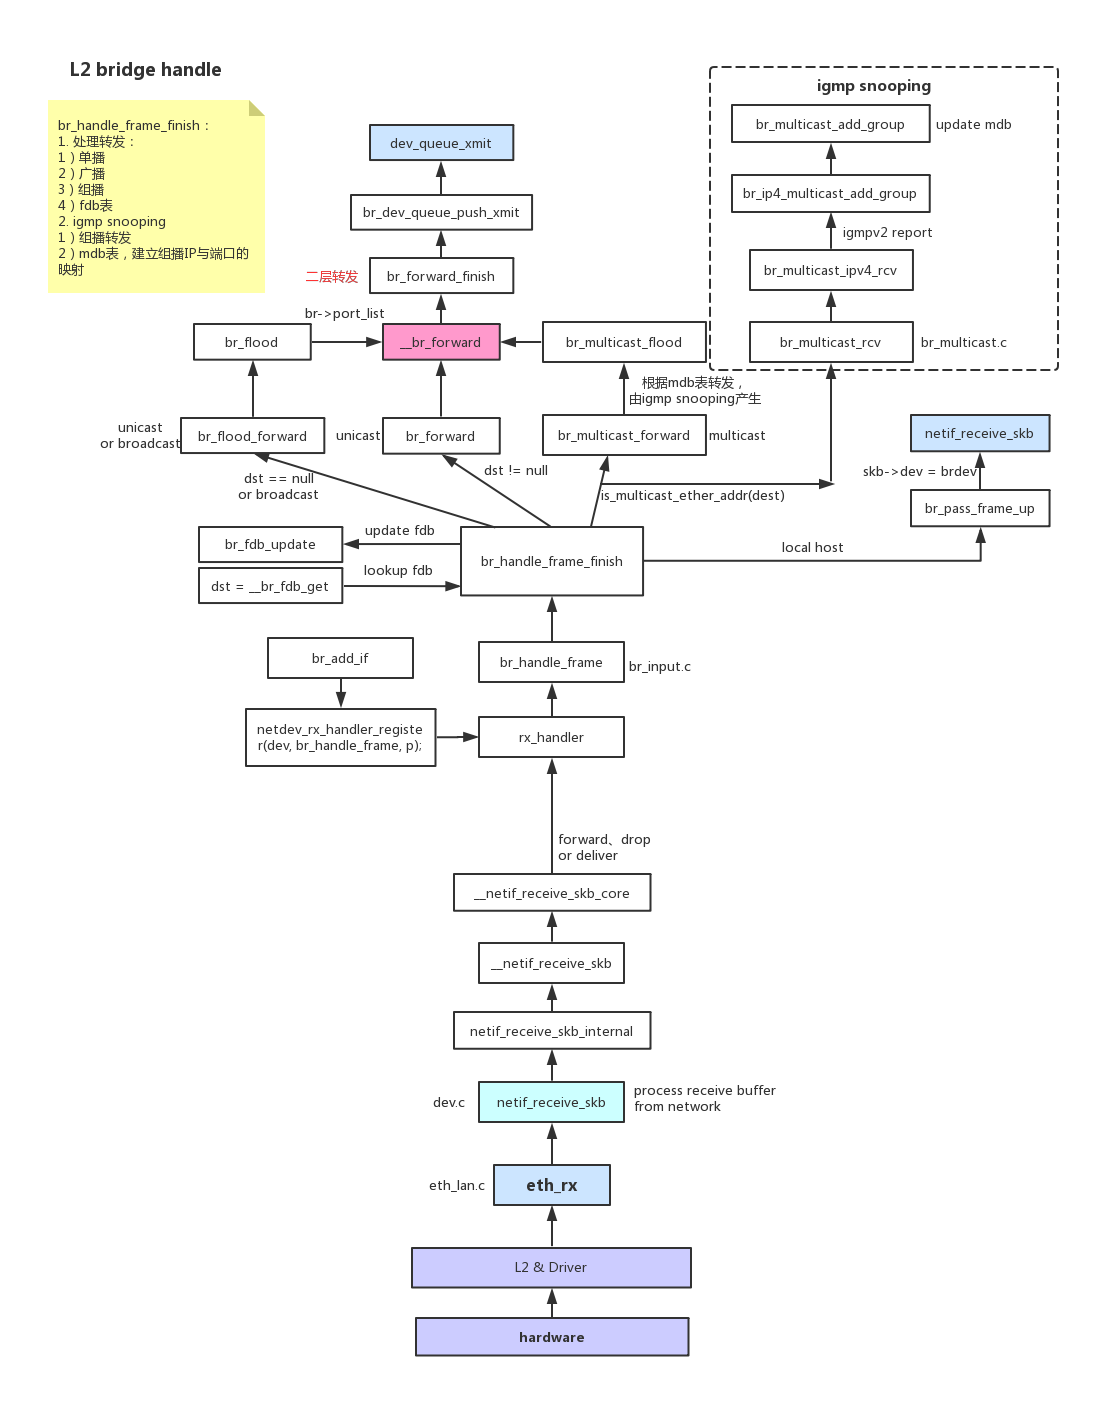 L2 bridge handle
br_handle_frame_finish：
1. 处理转发：
1）单播
2）广播
3）组播
4）fdb表
2. igmp snooping
1）组播转发
2）mdb表，建立组播IP与端口的
映射
igmp snooping
br_multicast_add_group
update mdb
br_ip4_multicast_add_group
igmpv2 report
br_multicast_ipv4_rcv
br_multicast_rcv
br_multicast.c
dev_queue_xmit
br_dev_queue_push_xmit
二层转发
br_forward_finish
br->port_list
br_flood
__br_forward
br_multicast_flood
根据mdb表转发，
由igmp snooping产生
unicast
or broadcast
br_flood_forward
unicast
br_forward
br_multicast_forward
multicast
netif_receive_skb
skb->dev = brdev
br_pass_frame_up
dst == null
or broadcast
dst != null
is_multicast_ether_addr(dest)
br_fdb_update
update fdb
dst = __br_fdb_get
lookup fdb
br_handle_frame_finish
local host
br_add_if
br_handle_frame
br_input.c
netdev_rx_handler_registe
r(dev, br_handle_frame, p);
rx_handler
forward、drop
or deliver
__netif_receive_skb_core
__netif_receive_skb
netif_receive_skb_internal
dev.c
netif_receive_skb
process receive buffer
from network
eth_lan.c
eth_rx
L2 & Driver
hardware